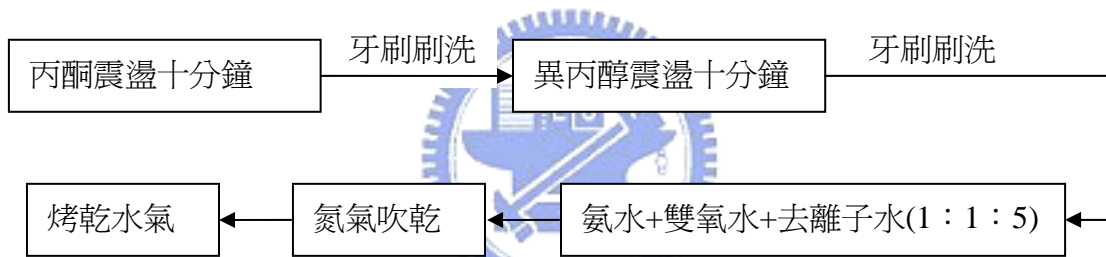 丙酮震盪十分鐘
牙刷刷洗
異丙醇震盪十分鐘
牙刷刷洗
氨水+雙氧水+去離子水(1：1：5)
氮氣吹乾
烤乾水氣